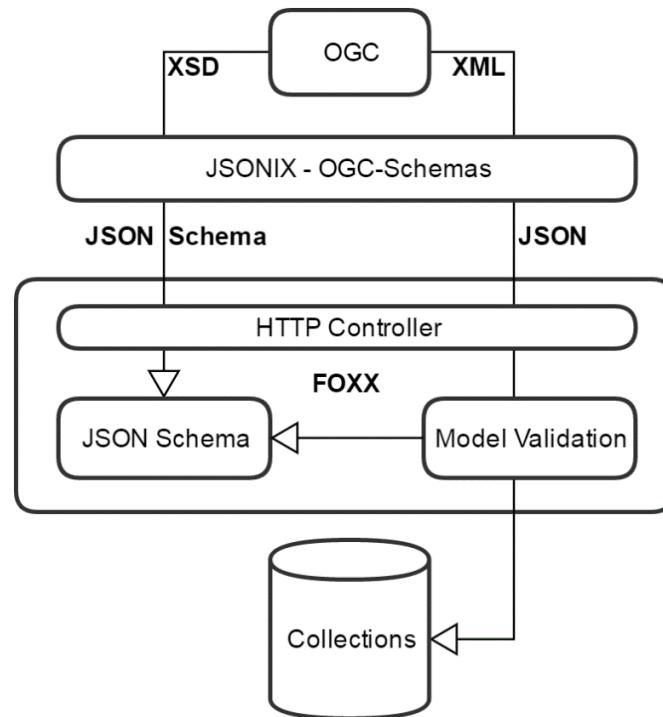 OGC
XSD
XML
JSONIX - OGC-Schemas
JSON Schema
JSON
HTTP Controller
FOXX
JSON Schema
Model Validation
Collections